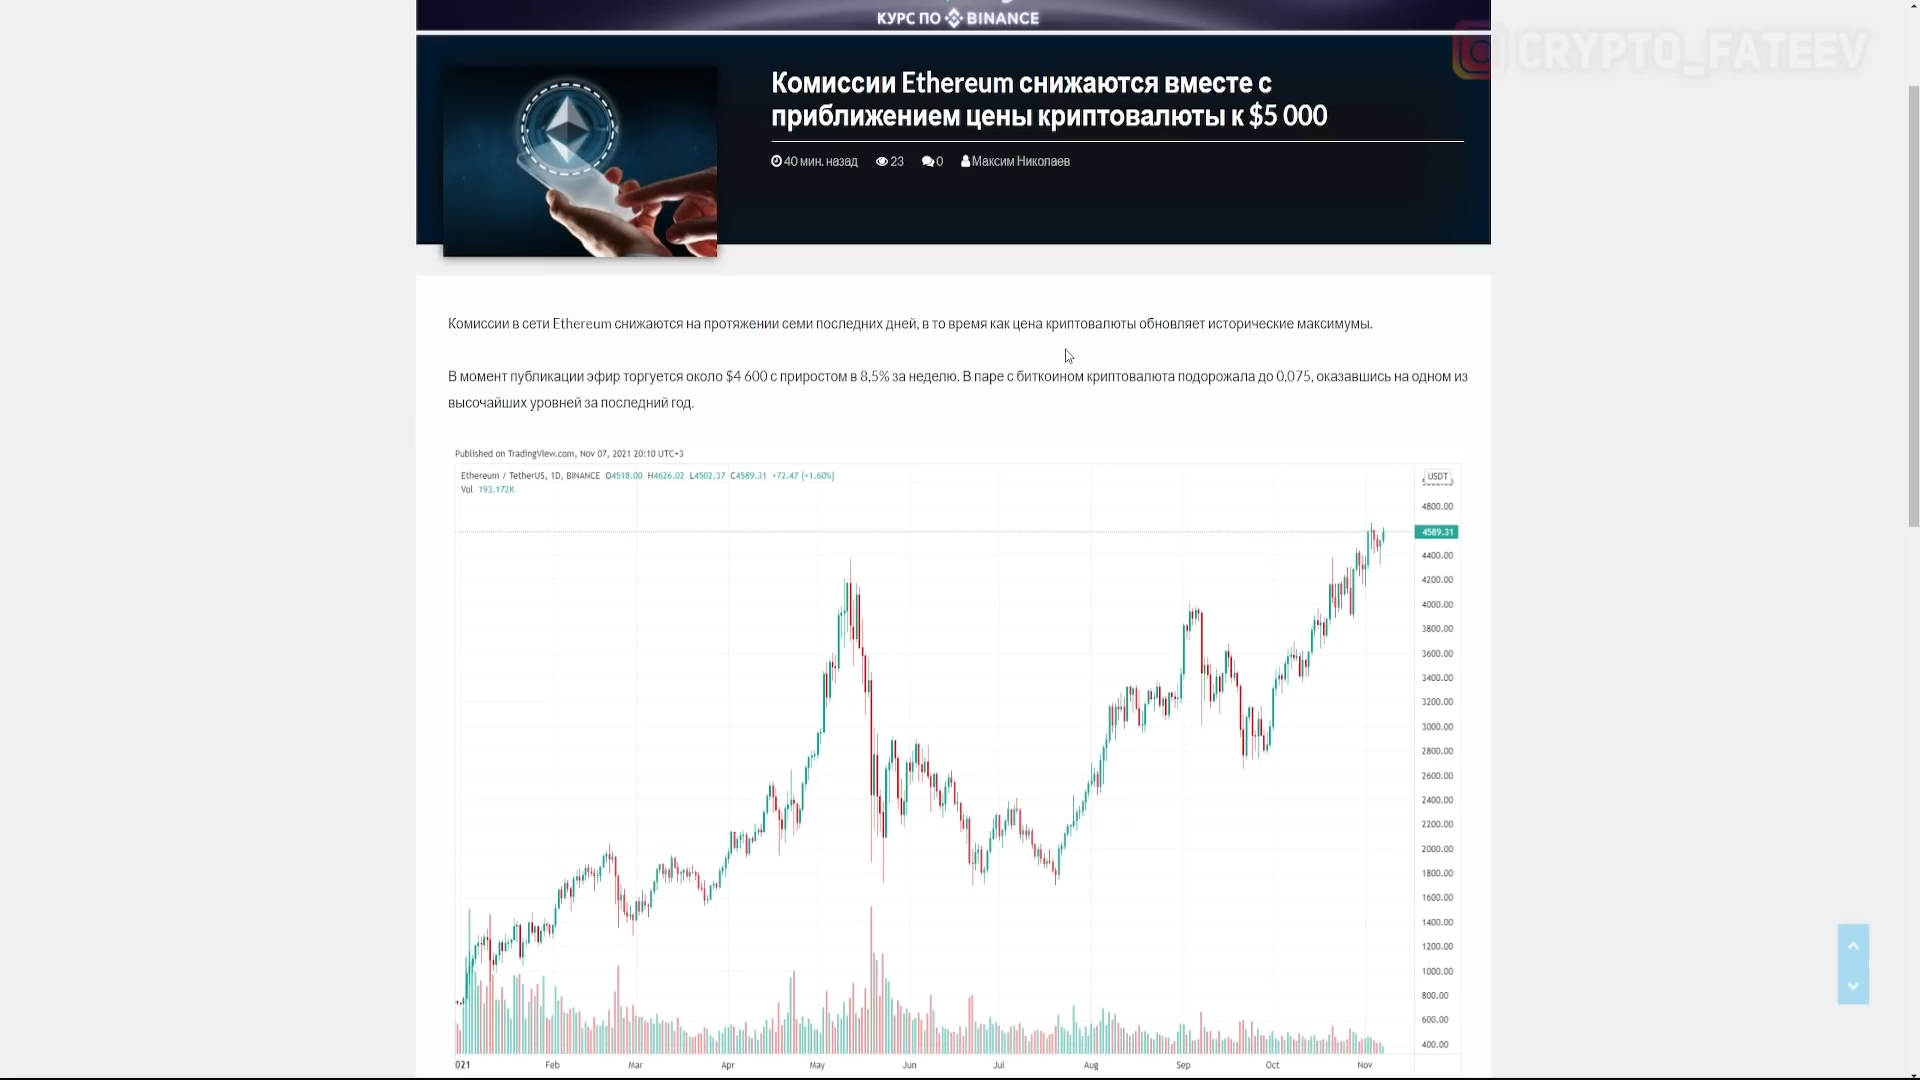 КУРС ПО BINANCE
CRYPTO_FATEEV
Комиссии Ethereum снижаются вместе с
приближением цены криптовалюты к $5 000
40 мин. назад 23 0 Максим Николаев
Комиссии в сети Ethereum снижаются на протяжении семи последних дней, в то время как цена криптовалюты обновляет исторические максимумы.
В момент публикации эфир торгуется около $4 600 с приростом в 8,5% за неделю. В паре с биткоином криптовалюта подорожала до 0,075, оказавшись на одном из
высочайших уровней за последний год.
Published on TradingView.com, Nov 07, 2021 20:10 UTC+3
Ethereum / TetherUS, 1D, BINANCE O4518.00 H4626.02 L4502.37 C4589.31 +72.47 (+1.60%)
Vol 193.172K
USDT
4800.00
4589.31
4400.00
4200.00
4000.00
3800.00
3600.00
3400.00
3200.00
3000.00
2800.00
2600.00
2400.00
2200.00
2000.00
1800.00
1600.00
1400.00
1200.00
1000.00
800.00
600.00
400.00
021 Feb Mar Apr May Jun Jul Aug Sep Oct Nov